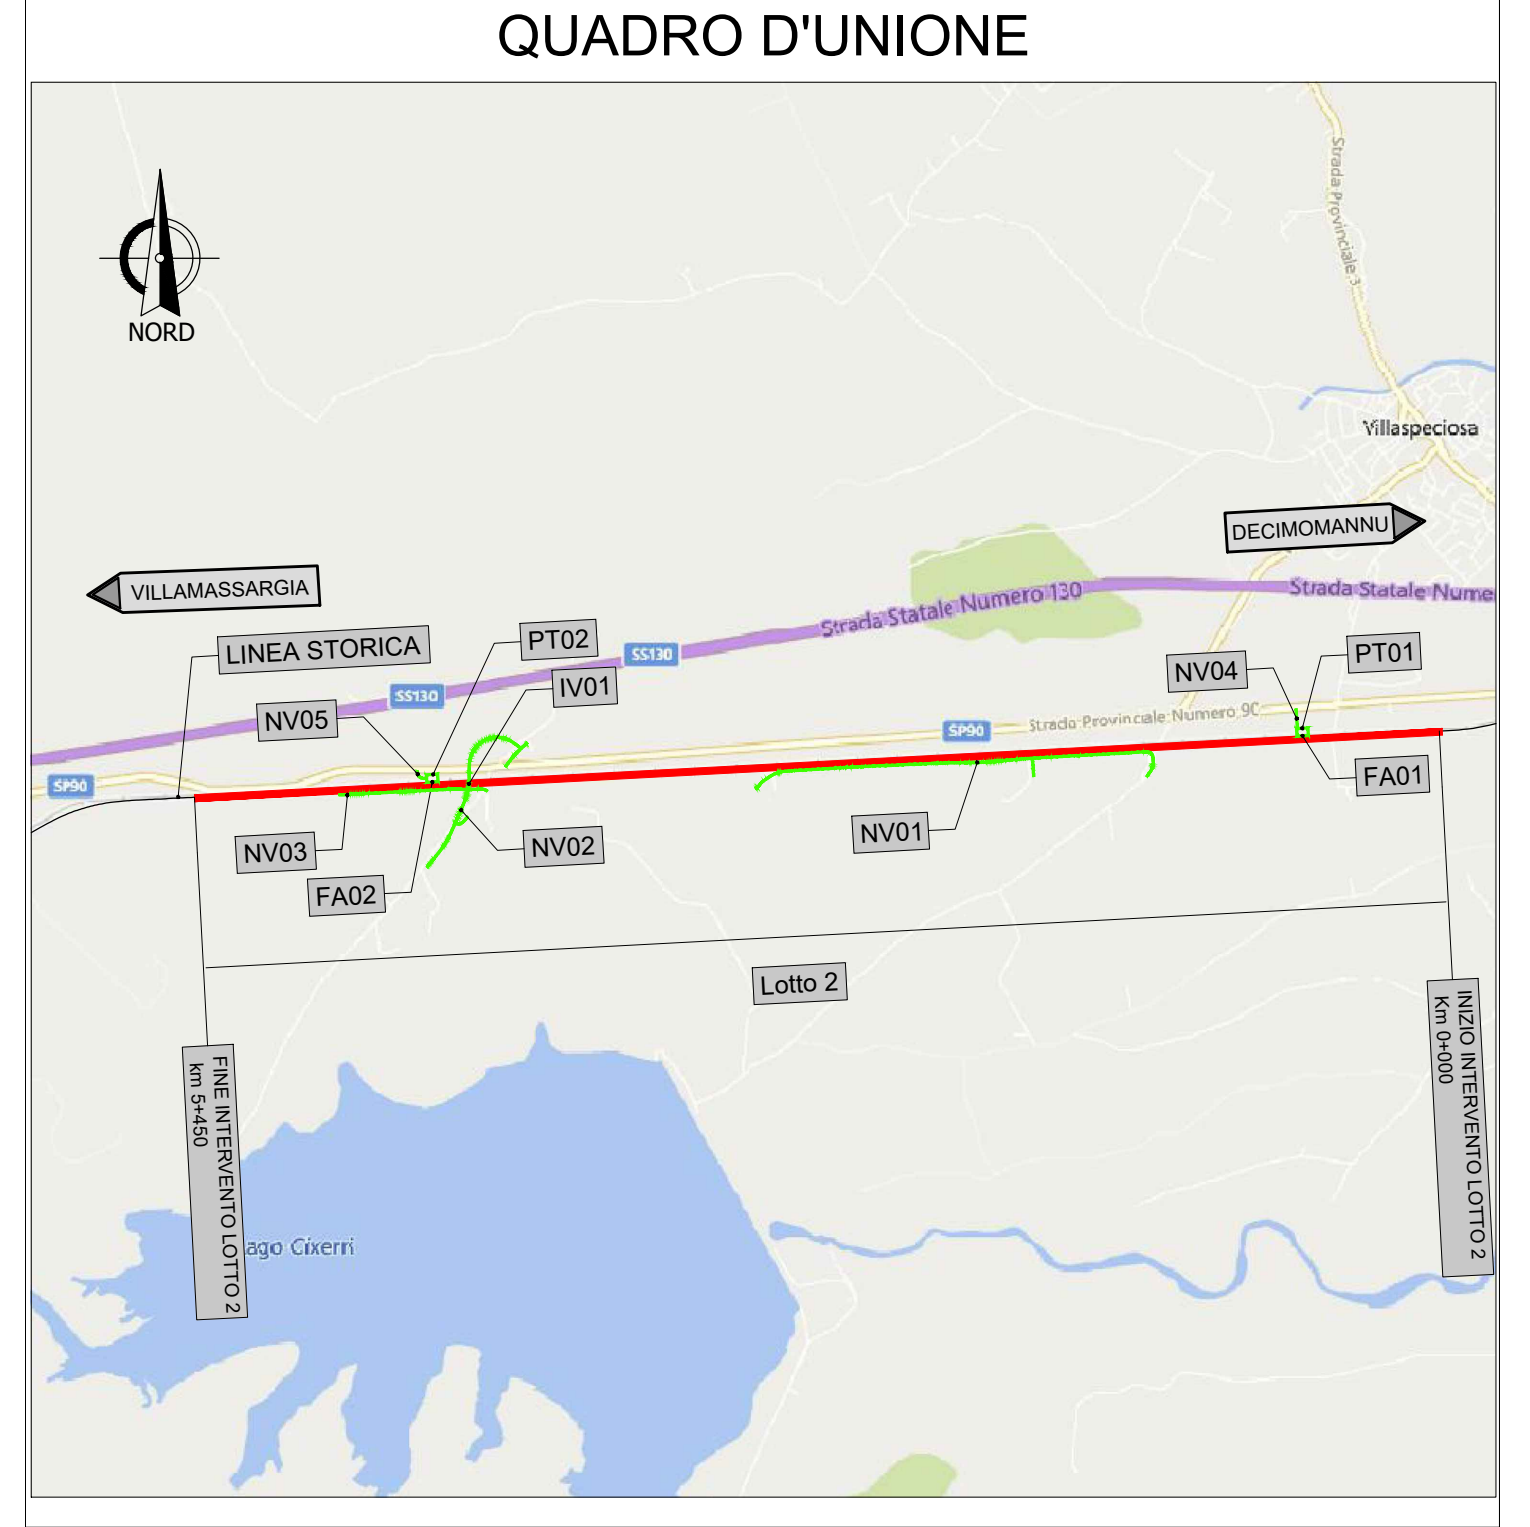 QUADRO D'UNIONE
NORD
Strada Provinciale 3
Villaspeciosa
DECIMOMANNU
VILLAMASSARGIA
Strada Statale Numero 130
Strada Statale Nume
LINEA STORICA
PT02
SS130
IV01
SS130
NV05
NV04
PT01
SP90
Strada Provinciale Numero 90
SP90
FA01
NV03
NV02
NV01
FA02
Lotto 2
INIZIO INTERVENTO LOTTO 2
Km 0+000
FINE INTERVENTO LOTTO 2
km 5+450
ago Cixerri